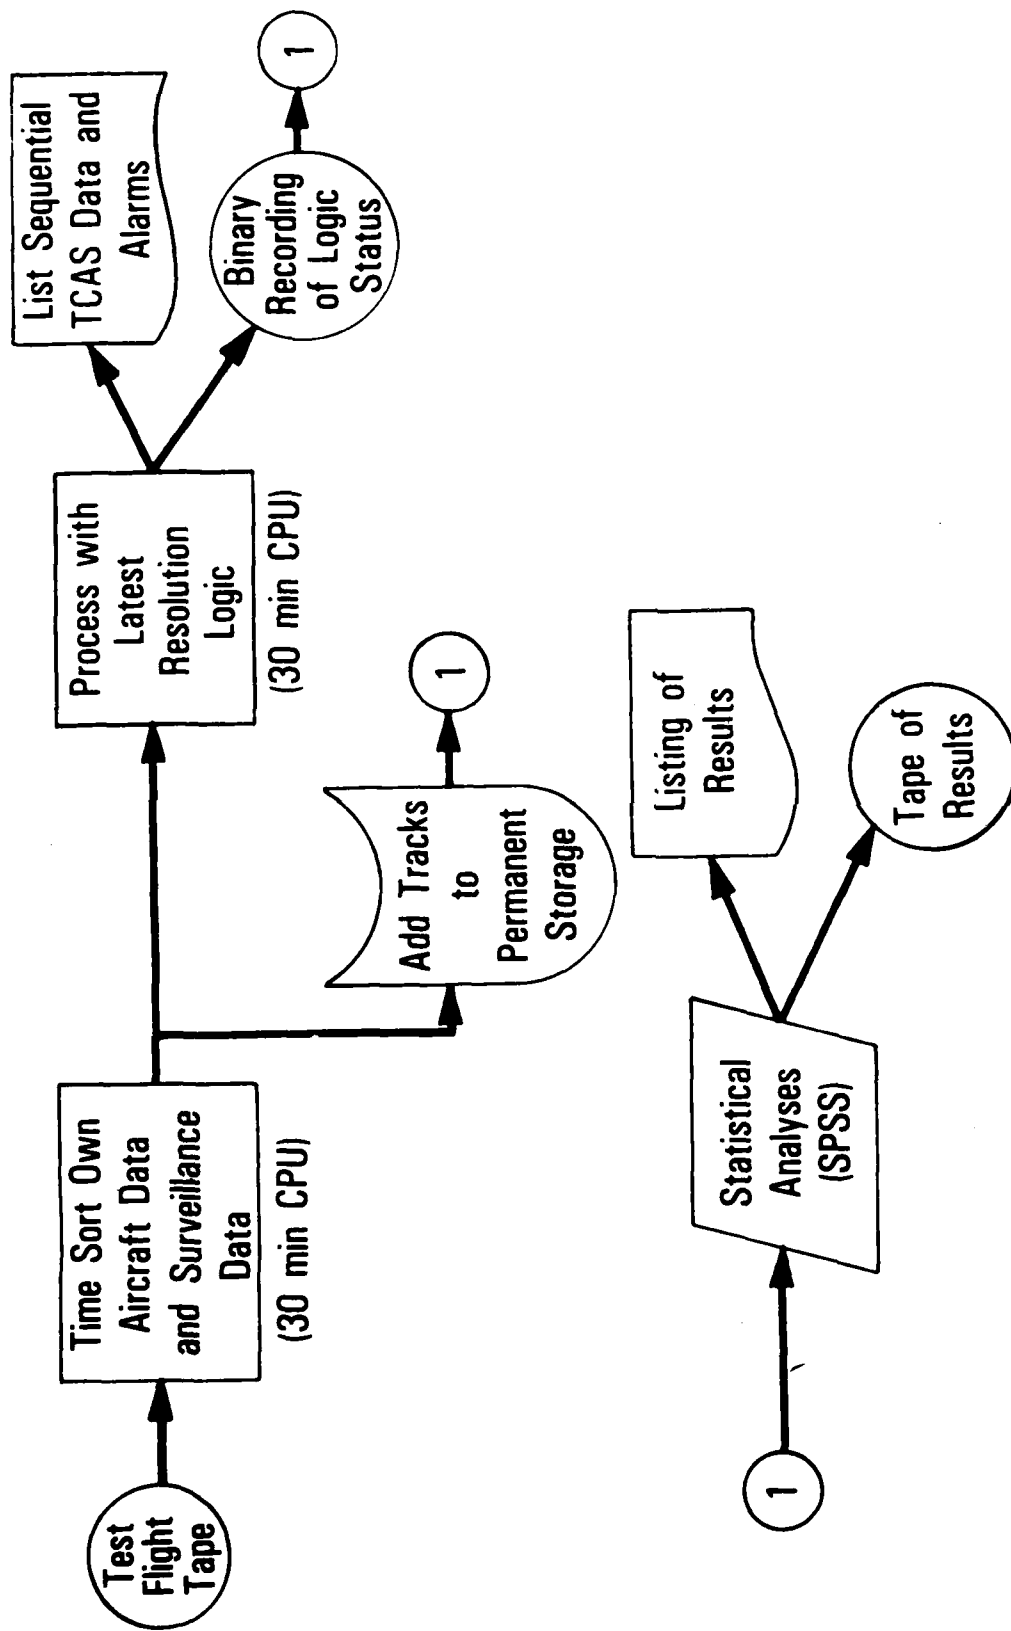 Test
Flight
Tape
Time Sort Own
Aircraft Data
and Surveillance
Data
(30 min CPU)
Process with
Latest
Resolution
Logic
(30 min CPU)
List Sequential
TCAS Data and
Alarms
Binary
Recording
of Logic
Status
1
Add Tracks
to
Permanent
Storage
1
1
Statistical
Analyses
(SPSS)
Listing of
Results
Tape of
Results